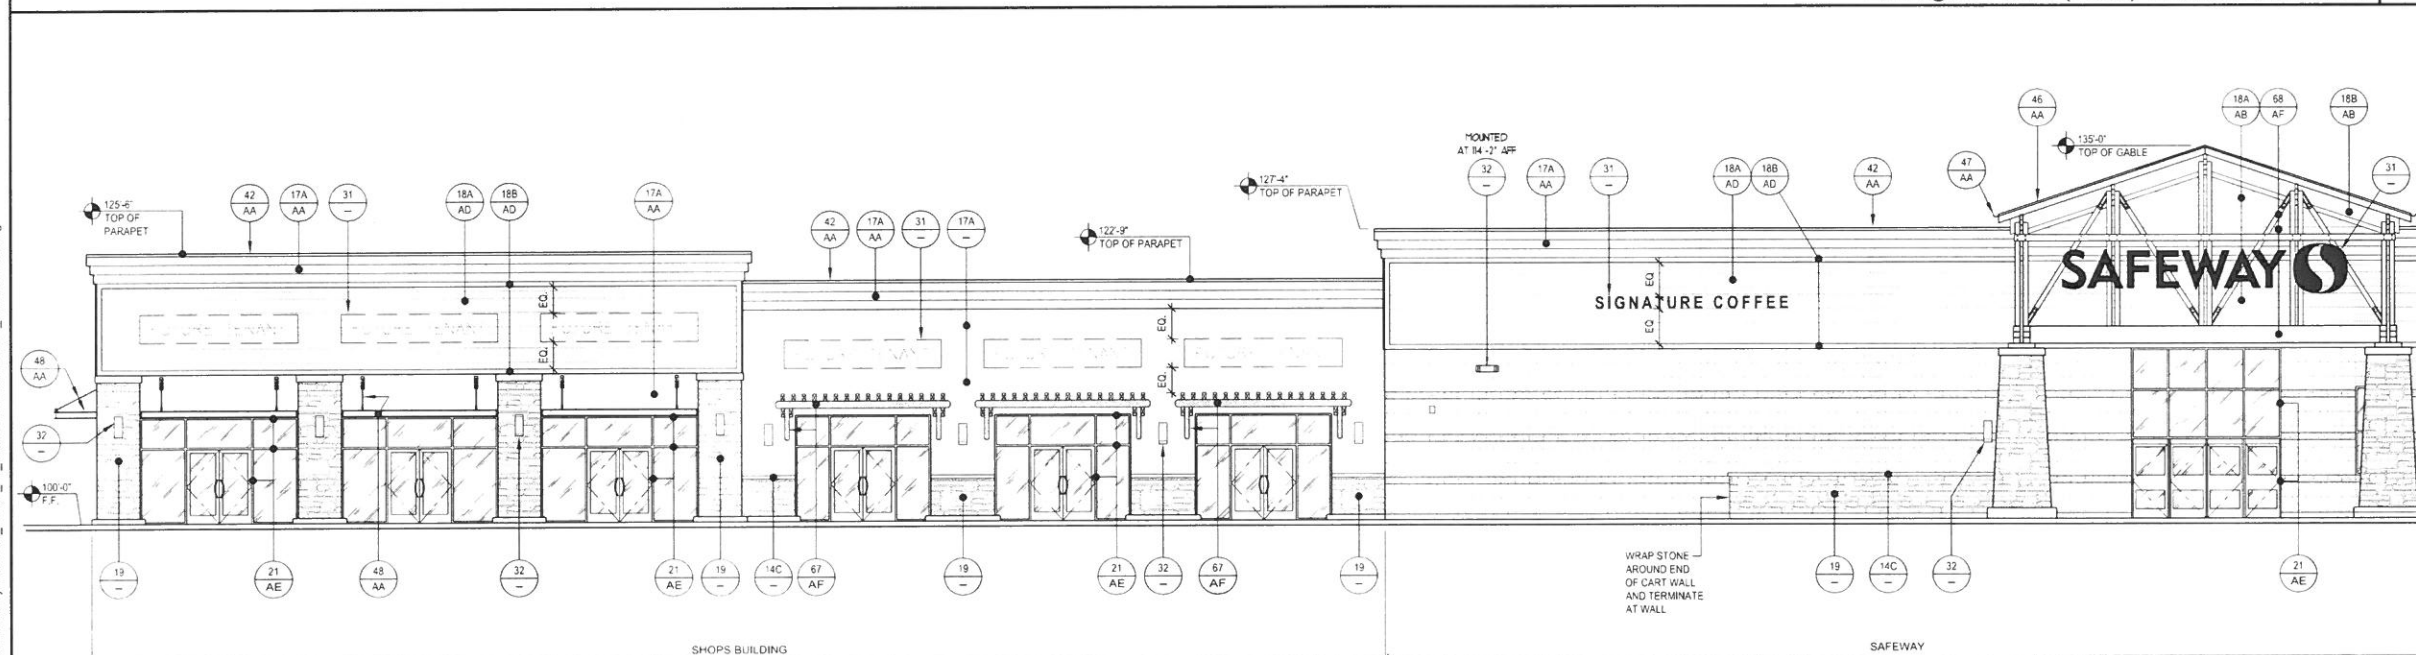 46
AA
18A
AB
68
AF
18B
AB
MOUNTED
AT 114'-2" AFF
135'-0"
TOP OF GABLE
47
AA
31
–
32
–
17A
AA
31
–
18A
AD
18B
AD
42
AA
127'-4"
TOP OF PARAPET
125'-6"
TOP OF
PARAPET
42
AA
17A
AA
31
–
18A
AD
18B
AD
17A
AA
42
AA
17A
AA
31
–
17A
–
122'-9"
TOP OF PARAPET
EQ.
EQ.
EQ.
EQ.
EQ
EQ
SIGNATURE COFFEE
SAFEWAY
48
AA
32
–
100'-0"
F.F.
19
–
21
AE
48
AA
32
–
21
AE
19
–
14C
–
67
AF
19
–
21
AE
32
–
67
AF
19
–
WRAP STONE
AROUND END
OF CART WALL
AND TERMINATE
AT WALL
19
–
14C
–
32
–
21
AE
SHOPS BUILDING
SAFEWAY